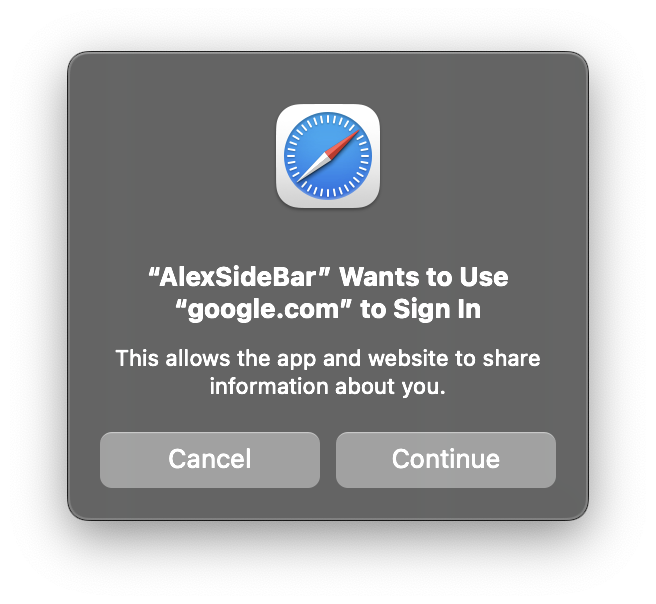 “AlexSideBar” Wants to Use
“google.com” to Sign In
This allows the app and website to share
information about you.
Cancel
Continue